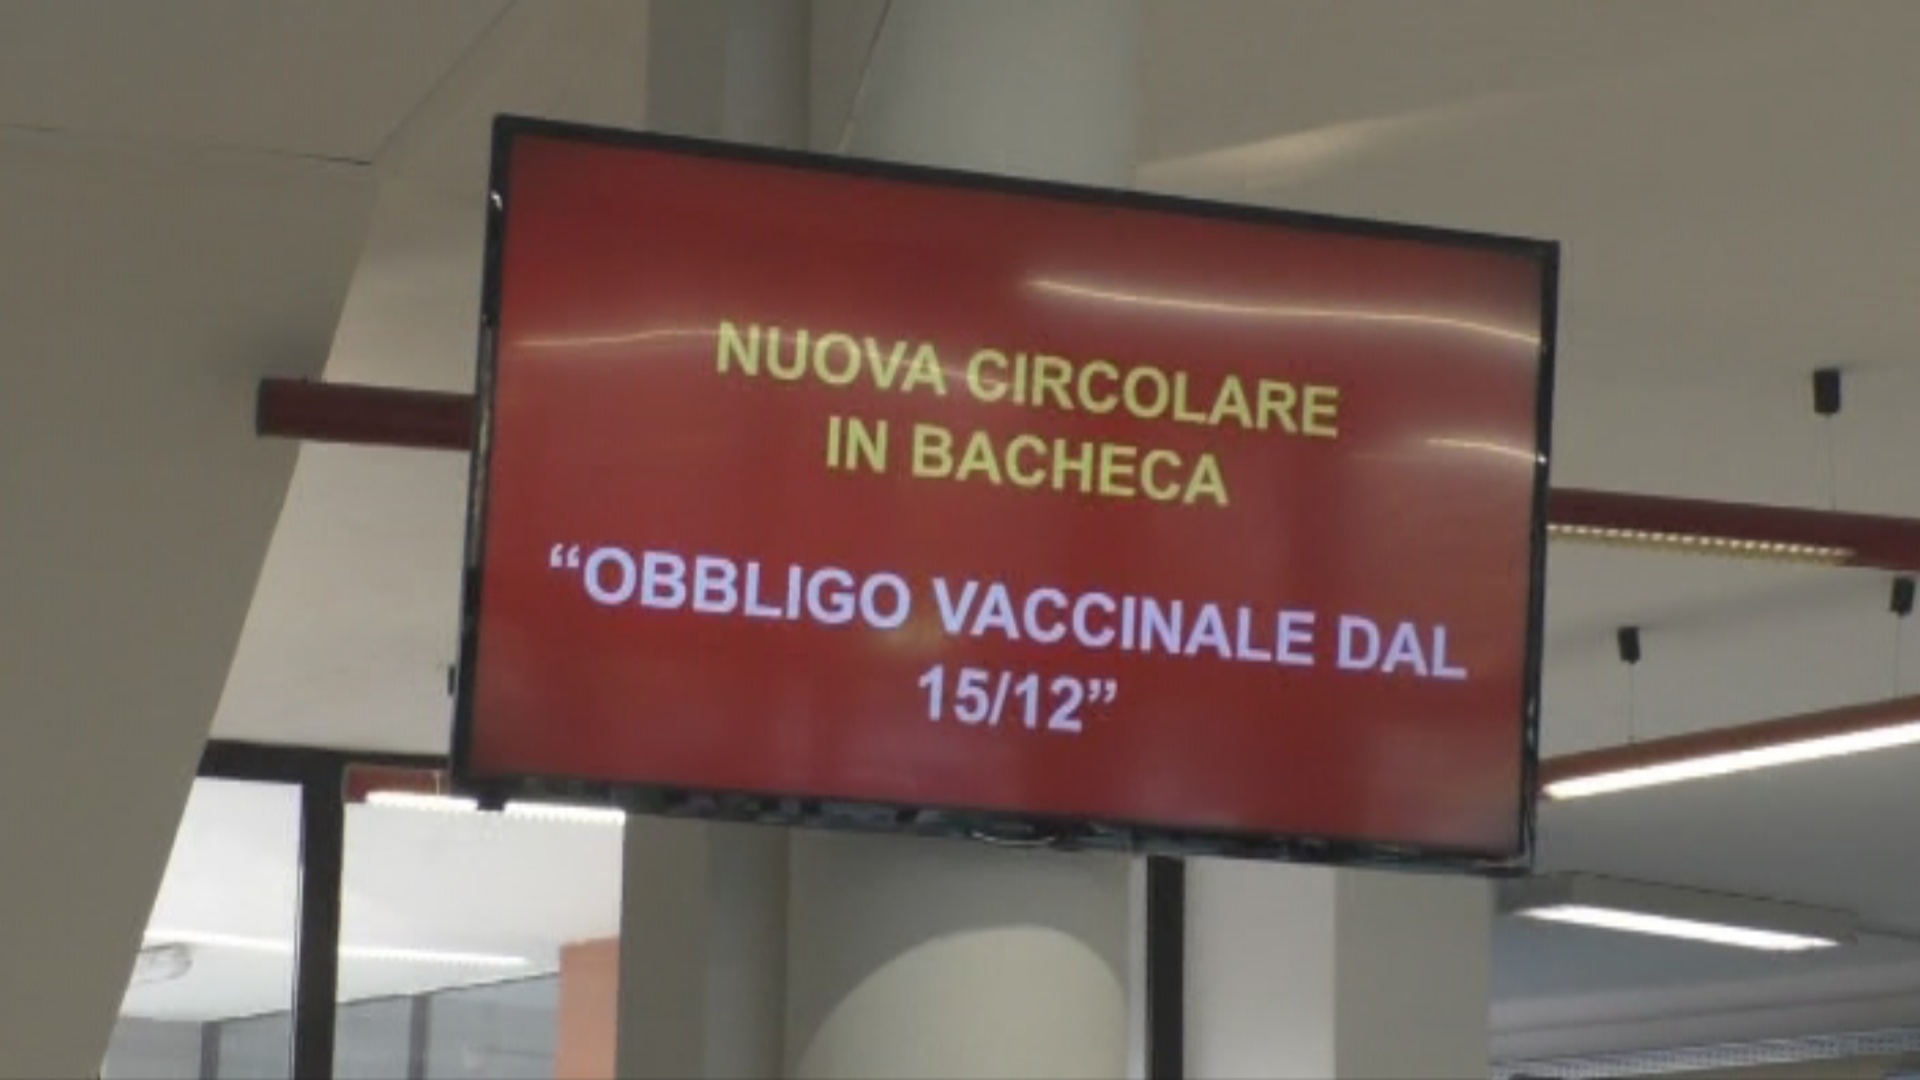 NUOVA CIRCOLARE
IN BACHECA
“OBBLIGO VACCINALE DAL
15/12”